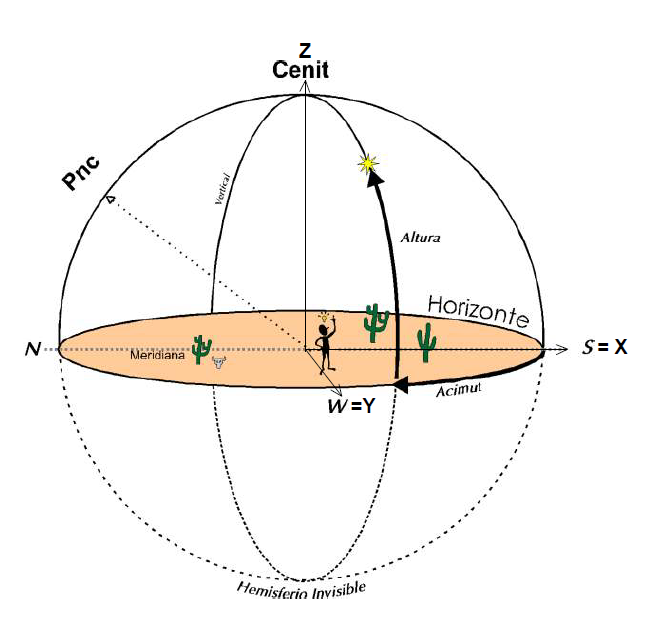 Z
Cenit
Pnc
Vertical
Altura
Horizonte
N
Meridiana
S = X
W =Y
Acimut
Hemisferio Invisible